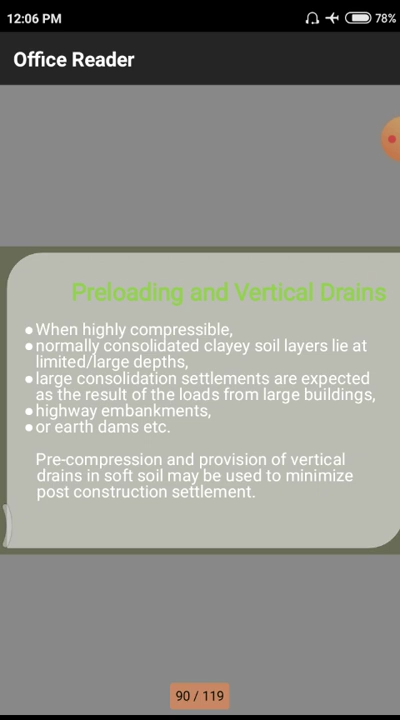 12:06 PM
78%
Office Reader
Preloading and Vertical Drains
●When highly compressible,
●normally consolidated clayey soil layers lie at
limited/large depths,
●large consolidation settlements are expected
as the result of the loads from large buildings,
●highway embankments,
●or earth dams etc.
Pre-compression and provision of vertical
drains in soft soil may be used to minimize
post construction settlement.
90 / 119